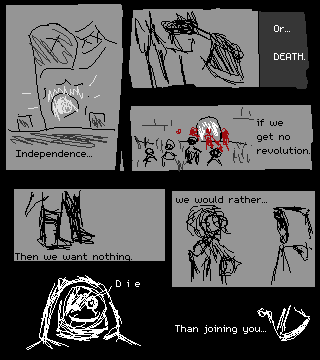 Independence...
Or...
DEATH.
if we
get no
revolution.
Then we want nothing.
we would rather...
Die
Than joining you...